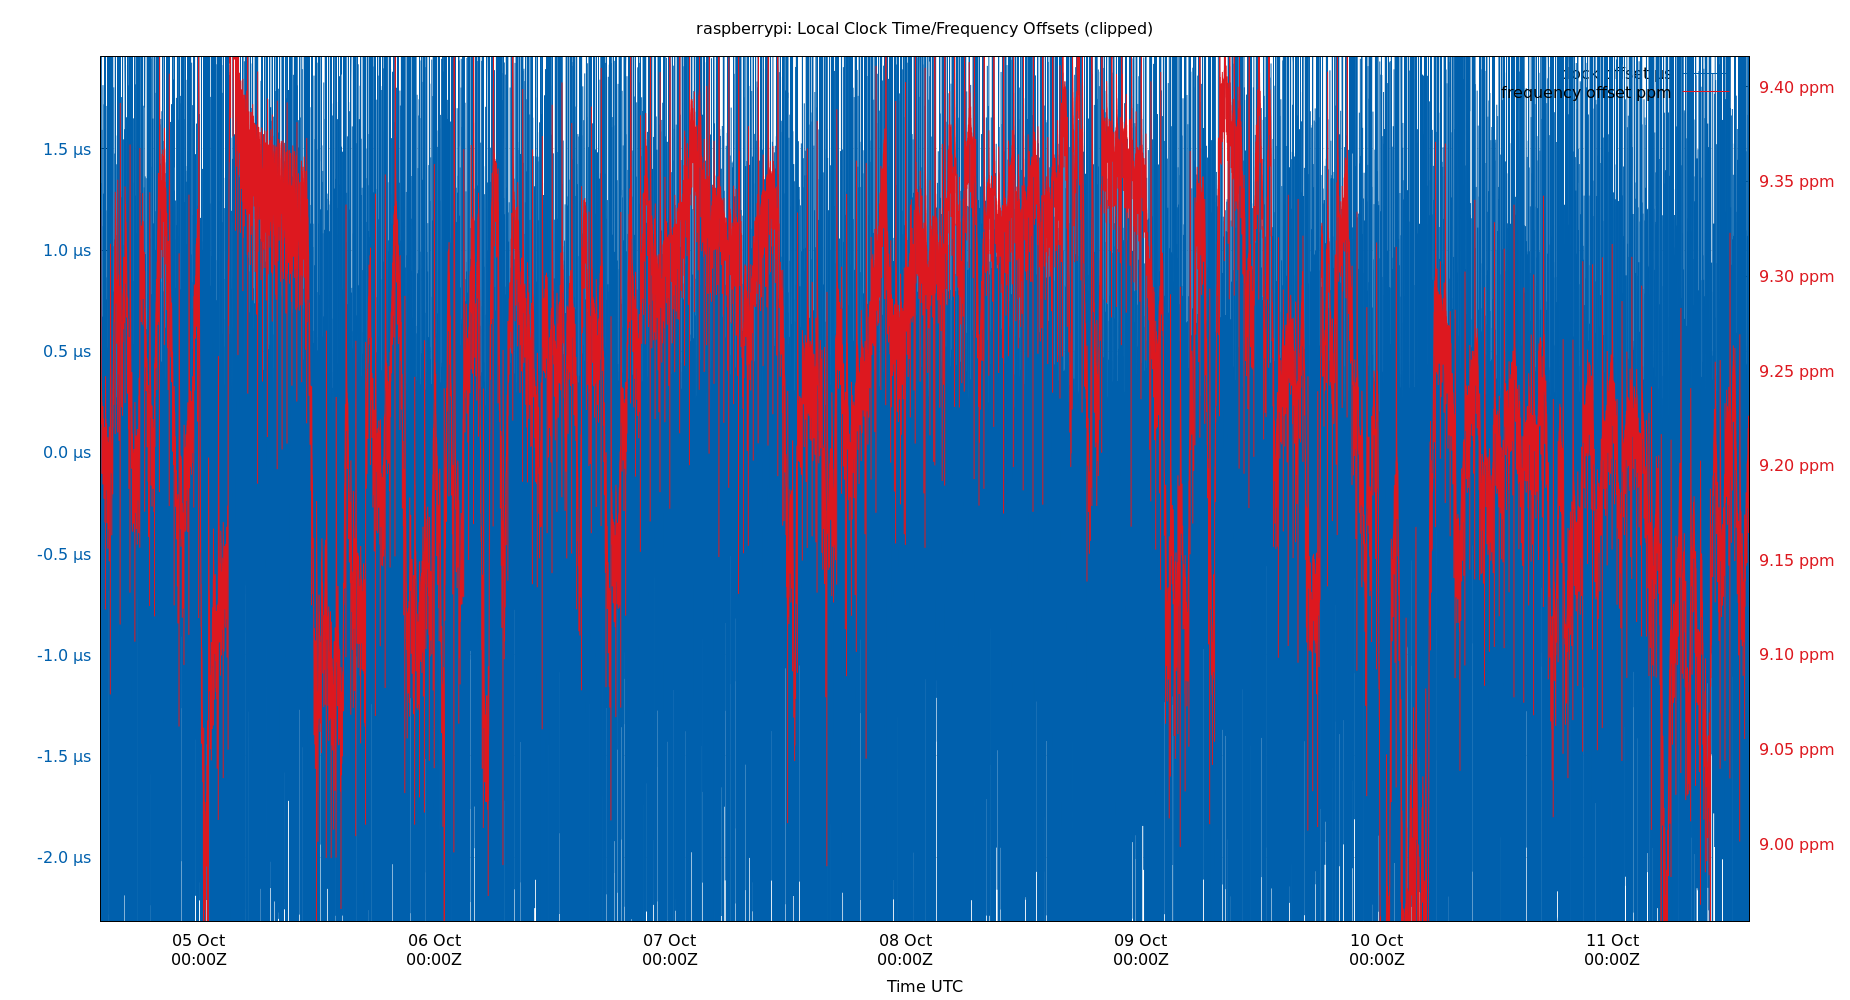 raspberrypi: Local Clock Time/Frequency Offsets (clipped)
clock offset µs
frequency offset ppm
1.5 µs
1.0 µs
0.5 µs
0.0 µs
-0.5 µs
-1.0 µs
-1.5 µs
-2.0 µs
9.40 ppm
9.35 ppm
9.30 ppm
9.25 ppm
9.20 ppm
9.15 ppm
9.10 ppm
9.05 ppm
9.00 ppm
05 Oct
00:00Z
06 Oct
00:00Z
07 Oct
00:00Z
08 Oct
00:00Z
09 Oct
00:00Z
10 Oct
00:00Z
11 Oct
00:00Z
Time UTC